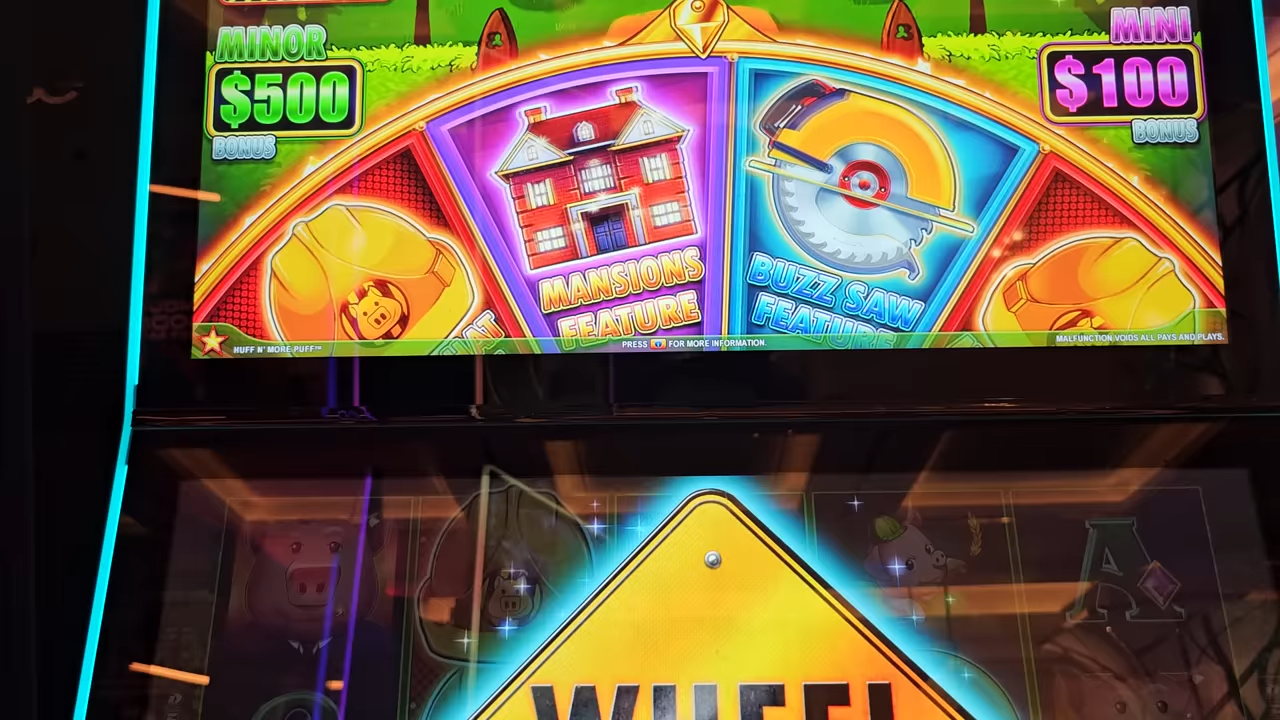 MINOR
$500
BONUS
MINI
$100
BONUS
MANSIONS
FEATURE
BUZZ SAW
FEATURE
HUFF N' MORE PUFF™
PRESS FOR MORE INFORMATION.
MALFUNCTION VOIDS ALL PAYS AND PLAYS.
A
WHEEL